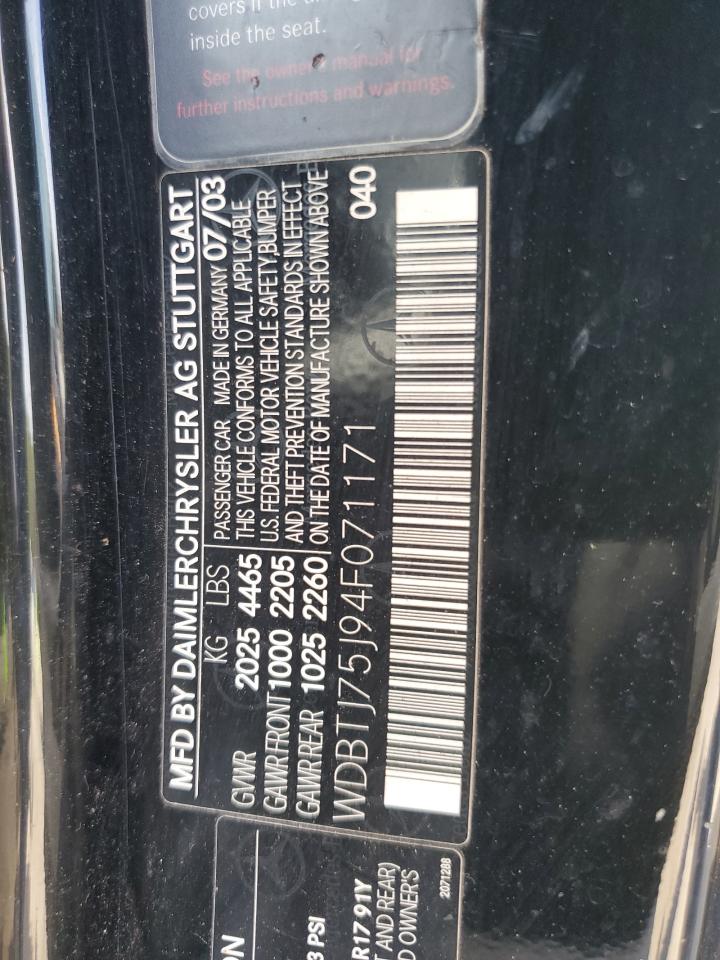 covers if the
inside the seat.
See the owner's manual for
further instructions and warnings.
MFD BY DAIMLERCHRYSLER AG STUTTGART
KG LBS
GVWR 2025 4465
GAWR FRONT 1000 2205
GAWR REAR 1025 2260
PASSENGER CAR MADE IN GERMANY 07/03
THIS VEHICLE CONFORMS TO ALL APPLICABLE
U.S. FEDERAL MOTOR VEHICLE SAFETY, BUMPER
AND THEFT PREVENTION STANDARDS IN EFFECT
ON THE DATE OF MANUFACTURE SHOWN ABOVE
WDBTJ75J94F071171 040
PSI
R17 91Y
AND REAR)
OWNER'S
2071288